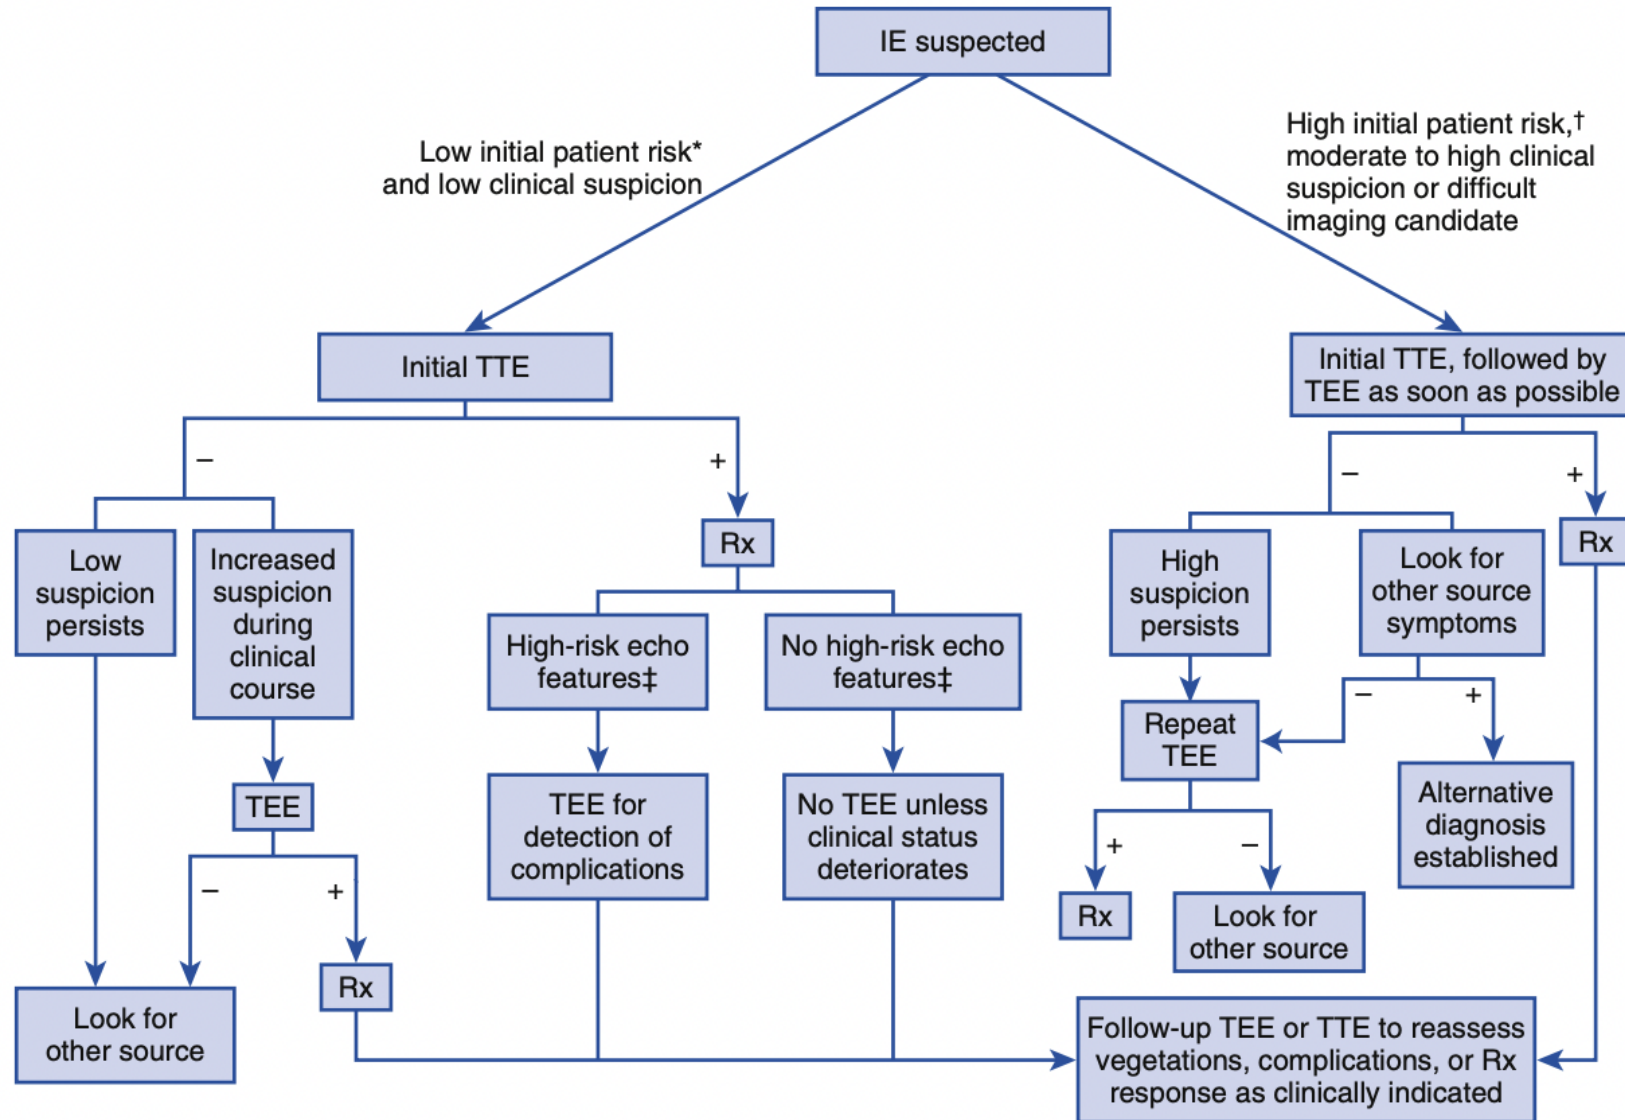 IE suspected
Low initial patient risk*
and low clinical suspicion
High initial patient risk,†
moderate to high clinical
suspicion or difficult
imaging candidate
Initial TTE
Initial TTE, followed by
TEE as soon as possible
–
+
–
+
Low
suspicion
persists
Increased
suspicion
during
clinical
course
Rx
High
suspicion
persists
Look for
other source
symptoms
Rx
High-risk echo
features‡
No high-risk echo
features‡
–
+
Repeat
TEE
TEE
TEE for
detection of
complications
No TEE unless
clinical status
deteriorates
Alternative
diagnosis
established
–
+
+
–
Rx
Look for
other source
Rx
Look for
other source
Follow-up TEE or TTE to reassess
vegetations, complications, or Rx
response as clinically indicated